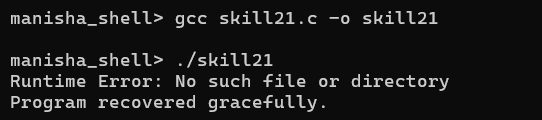 manisha_shell> gcc skill21.c -o skill21
manisha_shell> ./skill21
Runtime Error: No such file or directory
Program recovered gracefully.